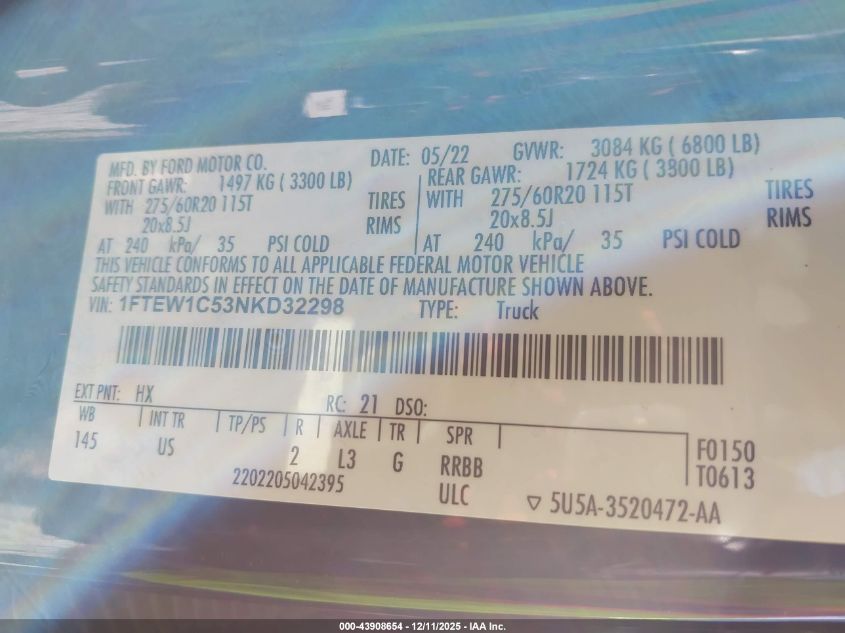 MFD. BY FORD MOTOR CO.
DATE: 05/22 GVWR: 3084 KG ( 6800 LB)
FRONT GAWR: 1497 KG ( 3300 LB)
REAR GAWR: 1724 KG ( 3800 LB)
WITH 275/60R20 115T TIRES
WITH 275/60R20 115T TIRES
20x8.5J RIMS
20x8.5J RIMS
AT 240 kPa/ 35 PSI COLD
AT 240 kPa/ 35 PSI COLD
THIS VEHICLE CONFORMS TO ALL APPLICABLE FEDERAL MOTOR VEHICLE
SAFETY STANDARDS IN EFFECT ON THE DATE OF MANUFACTURE SHOWN ABOVE.
VIN: 1FTEW1C53NKD32298 TYPE: Truck
EXT PNT: HX RC: 21 DSO:
WB INT TR TP/PS R AXLE TR SPR
145 US 2 L3 G RRBB
F0150
T0613
2202205042395 ULC
▽ 5U5A-3520472-AA
000-43908654 - 12/11/2025 - IAA Inc.